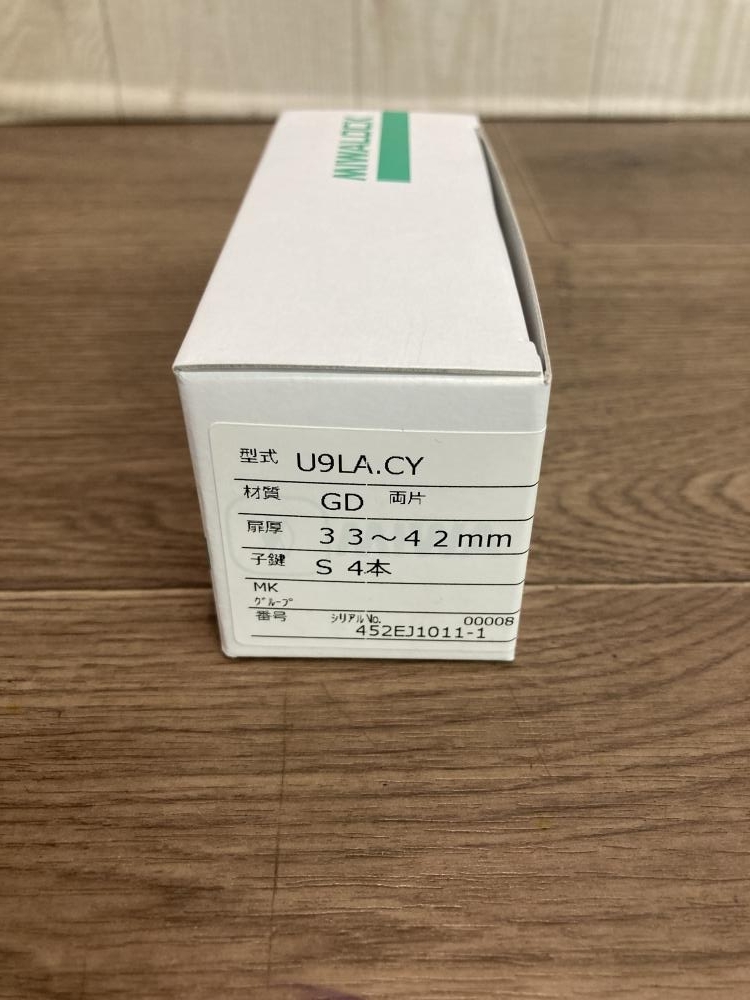 MIWALOCK
型式 U9LA.CY
材質 GD 両片
扉厚 33～42mm
子鍵 S 4本
MK
ｸﾞﾙｰﾌﾟ
番号 ｼﾘｱﾙNo. 00008
452EJ1011-1